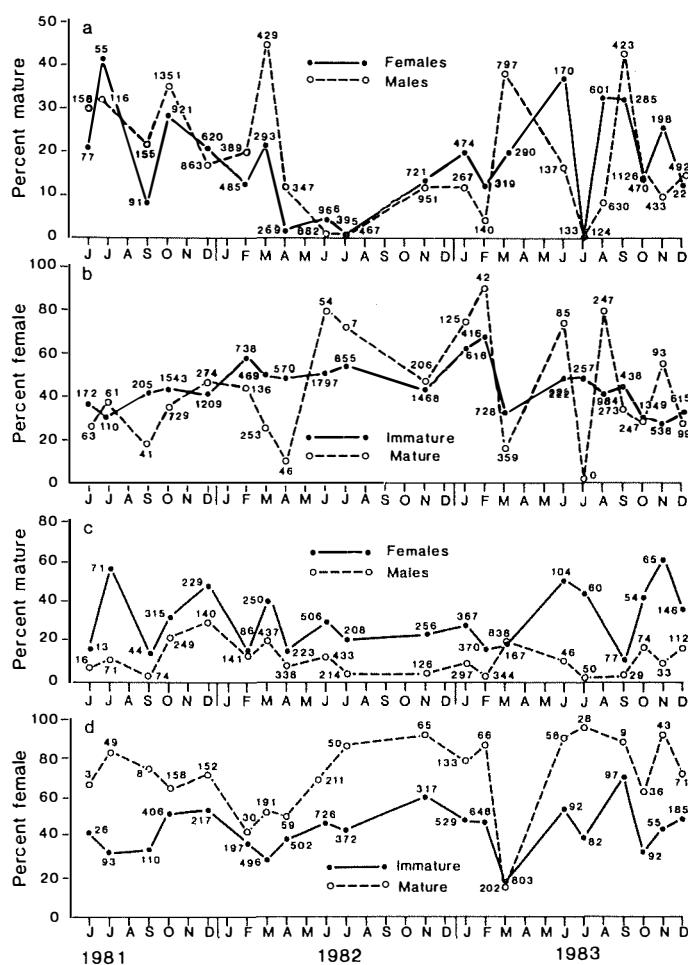 a
50
40
30
20
10
0
Percent mature
Females
Males
158 55 116 155 1351 921 863 620 389 485 429 293 347 269 966 882 395 467 721 951 474 267 319 140 797 290 170 137 133 124 601 630 423 285 1126 470 198 433 492 22
J J S O N D J F M A M J J A S O N D J F M A M J J A S O N D
77 91
b
100
80
60
40
20
0
Percent female
172 61 205 1543 274 738 469 570 54 7 855 206 125 416 42 85 257 247 438 93 615
63 110 41 729 1209 136 253 46 1797 1468 616 728 359 0 984 273 247 1349 538 99
Immature
Mature
J J S O N D J F M A M J J A S O N D J F M A M J J A S O N D
c
80
60
40
20
0
Percent mature
Females
Males
71 315 229 250 506 208 256 367 838 104 60 54 65 146
16 13 44 249 140 86 437 223 433 370 167 46 77 74 112
71 74 141 338 214 126 297 344 50 29 33
J J S O N D J F M A M J J A S O N D J F M A M J J A S O N D
d
100
80
60
40
20
0
Percent female
3 49 8 158 152 30 191 59 211 50 65 133 66 58 28 9 36 43 71
26 93 110 406 217 197 496 502 726 372 317 529 648 202 803 92 82 97 92 55 185
Immature
Mature
J J S O N D J F M A M J J A S O N D J F M A M J J A S O N D
1981 1982 1983